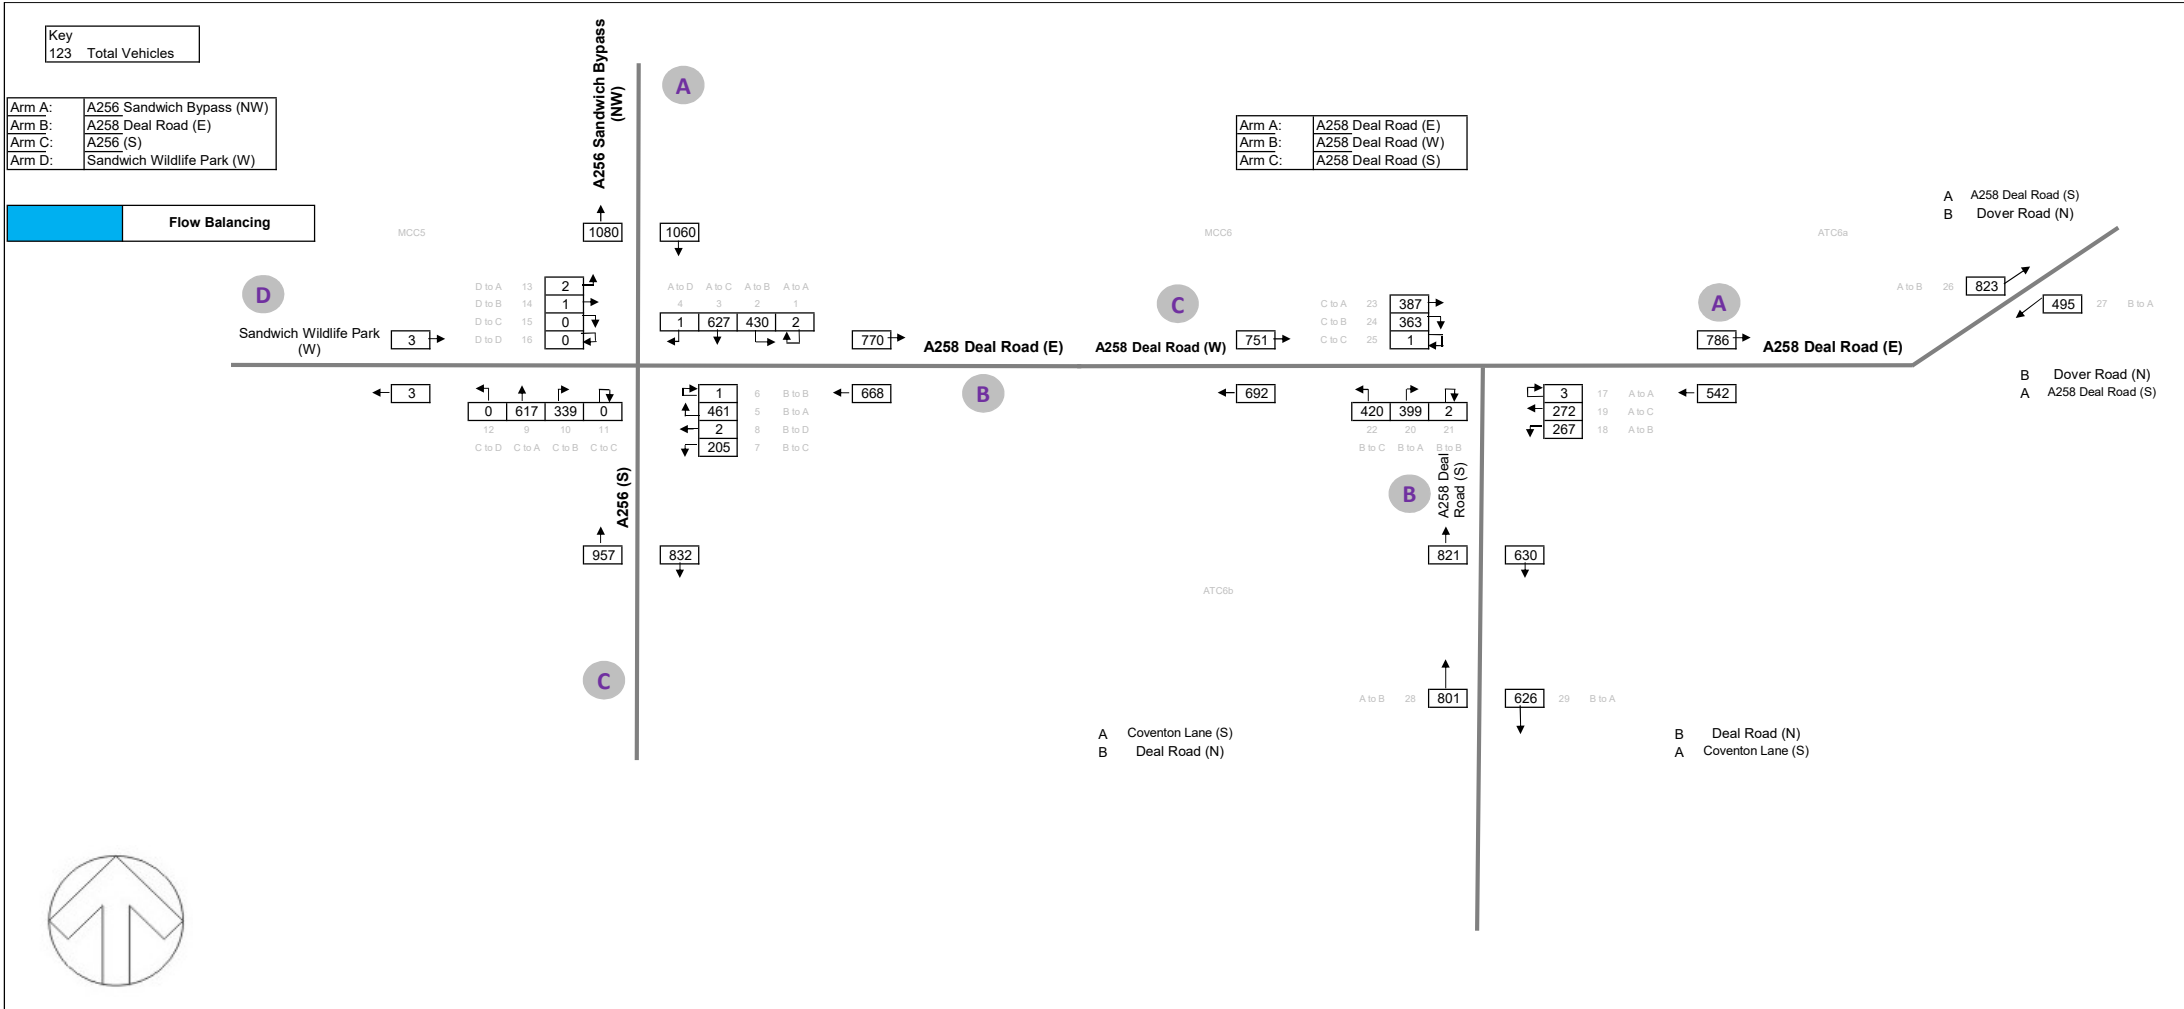 Key
123 Total Vehicles
A256 Sandwich Bypass
(NW)
A
Arm A: A256 Sandwich Bypass (NW)
Arm B: A258 Deal Road (E)
Arm C: A256 (S)
Arm D: Sandwich Wildlife Park (W)
Arm A: A258 Deal Road (E)
Arm B: A258 Deal Road (W)
Arm C: A258 Deal Road (S)
A A258 Deal Road (S)
B Dover Road (N)
Flow Balancing
MCC5
1080 1060
MCC6
ATC6a
D
D to A 13 2
D to B 14 1
D to C 15 0
D to D 16 0
A to D A to C A to B A to A
4 3 2 1
1 627 430 2
C
C to A 23 387
C to B 24 363
C to C 25 1
A
A to B 26 823
495 27 B to A
Sandwich Wildlife Park
(W)
3
770
A258 Deal Road (E)
A258 Deal Road (W)
751
786
A258 Deal Road (E)
3
0 617 339 0
12 9 10 11
C to D C to A C to B C to C
1 6 B to B
461 5 B to A
2 8 B to D
205 7 B to C
668
B
692
420 399 2
22 20 21
B to C B to A B to B
3 17 A to A
272 19 A to C
267 18 A to B
542
B Dover Road (N)
A A258 Deal Road (S)
A256 (S)
B
A258 Deal
Road (S)
957 832
821 630
ATC6b
C
A to B 28 801
626 29 B to A
A Coventon Lane (S)
B Deal Road (N)
B Deal Road (N)
A Coventon Lane (S)